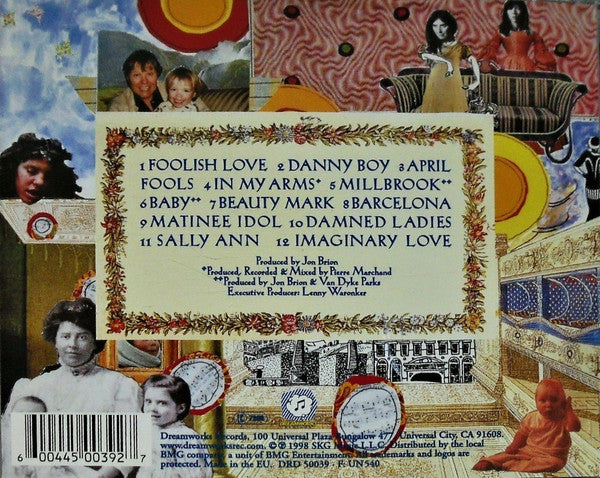 1 FOOLISH LOVE 2 DANNY BOY 3 APRIL
FOOLS 4 IN MY ARMS* 5 MILLBROOK**
6 BABY** 7 BEAUTY MARK 8 BARCELONA
9 MATINEE IDOL 10 DAMNED LADIES
11 SALLY ANN 12 IMAGINARY LOVE
Produced by Jon Brion
*Produced, Recorded & Mixed by Pierre Marchand
**Produced by Jon Brion & Van Dyke Parks
Executive Producer: Lenny Waronker
Dreamworks Records, 100 Universal Plaza Bungalow 477, Universal City, CA 91608.
www.dreamworksrec.com. ℗ © 1998 SKG Music L.L.C. Distributed by the local
BMG company, a unit of BMG Entertainment. All trademarks and logos are
protected. Made in the EU. DRD 50039 - F: UN540
6 00445 00392 7